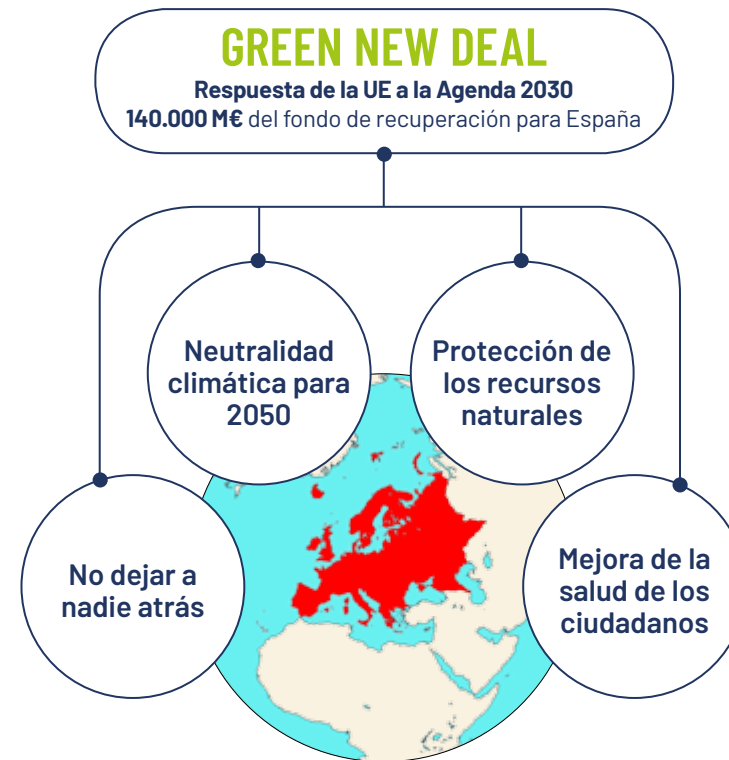 GREEN NEW DEAL
Respuesta de la UE a la Agenda 2030
140.000 M€ del fondo de recuperación para España
Neutralidad
climática para
2050
Protección de
los recursos
naturales
No dejar a
nadie atrás
Mejora de la
salud de los
ciudadanos